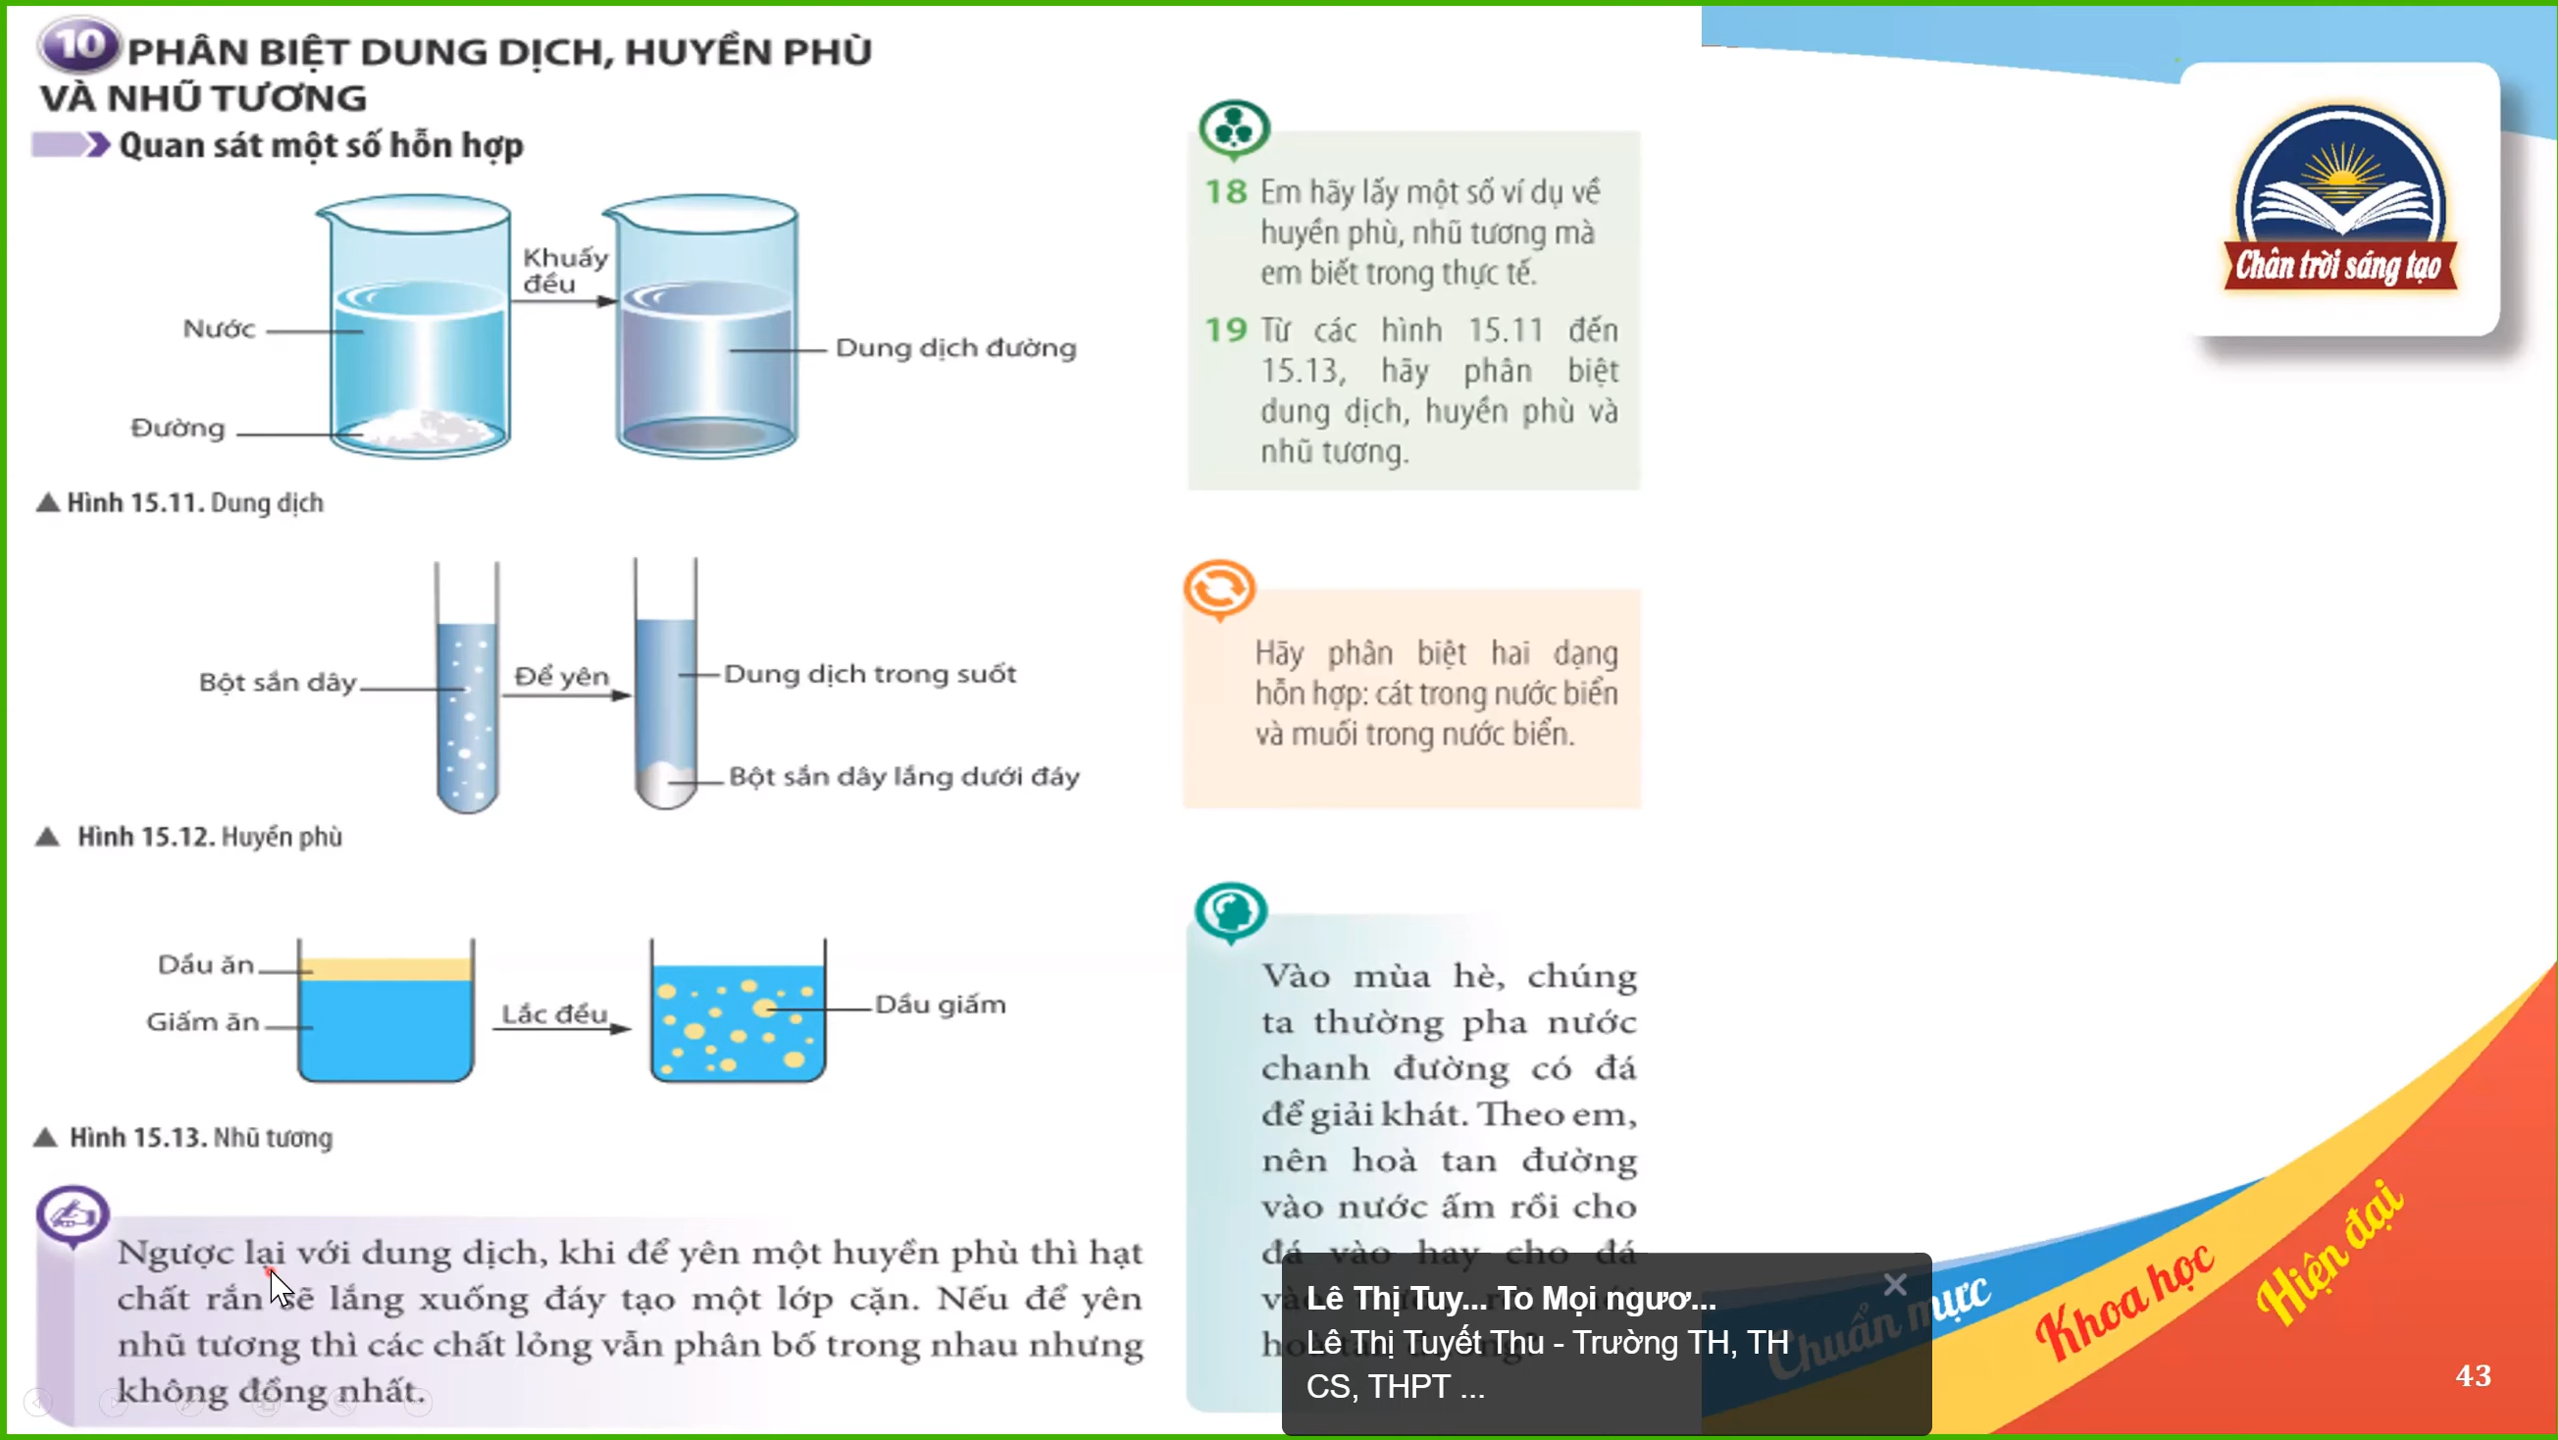 10 PHÂN BIỆT DUNG DỊCH, HUYỀN PHÙ
VÀ NHŨ TƯƠNG
Quan sát một số hỗn hợp
Khuấy
đều
Nước
Dung dịch đường
Đường
▲ Hình 15.11. Dung dịch
Bột sắn dây
Để yên
Dung dịch trong suốt
Bột sắn dây lắng dưới đáy
▲ Hình 15.12. Huyền phù
Dầu ăn
Giấm ăn
Lắc đều
Dầu giấm
▲ Hình 15.13. Nhũ tương
Ngược lại với dung dịch, khi để yên một huyền phù thì hạt
chất rắn sẽ lắng xuống đáy tạo một lớp cặn. Nếu để yên
nhũ tương thì các chất lỏng vẫn phân bố trong nhau nhưng
không đồng nhất.
18 Em hãy lấy một số ví dụ về
huyền phù, nhũ tương mà
em biết trong thực tế.
19 Từ các hình 15.11 đến
15.13, hãy phân biệt
dung dịch, huyền phù và
nhũ tương.
Hãy phân biệt hai dạng
hỗn hợp: cát trong nước biển
và muối trong nước biển.
Vào mùa hè, chúng
ta thường pha nước
chanh đường có đá
để giải khát. Theo em,
nên hoà tan đường
vào nước ấm rồi cho
đá vào hay cho đá
Lê Thị Tuy... To Mọi ngươ...
Lê Thị Tuyết Thu - Trường TH, TH
CS, THPT ...
Chân trời sáng tạo
Chuẩn mực
Khoa học
Hiện đại
43